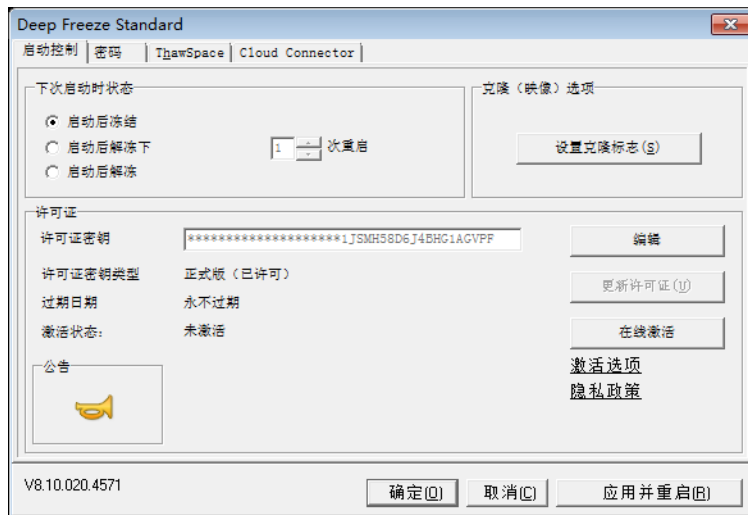 Deep Freeze Standard
启动控制 密码 ThawSpace Cloud Connector
下次启动时状态
启动后冻结
启动后解冻下 1 次重启
启动后解冻
克隆（映像）选项
设置克隆标志(S)
许可证
许可证密钥 ********************1JSMH58D6J4BHG1AGVPF 编辑
许可证密钥类型 正式版（已许可） 更新许可证(U)
过期日期 永不过期
激活状态: 未激活 在线激活
激活选项
隐私政策
公告
V8.10.020.4571 确定(O) 取消(C) 应用并重启(R)